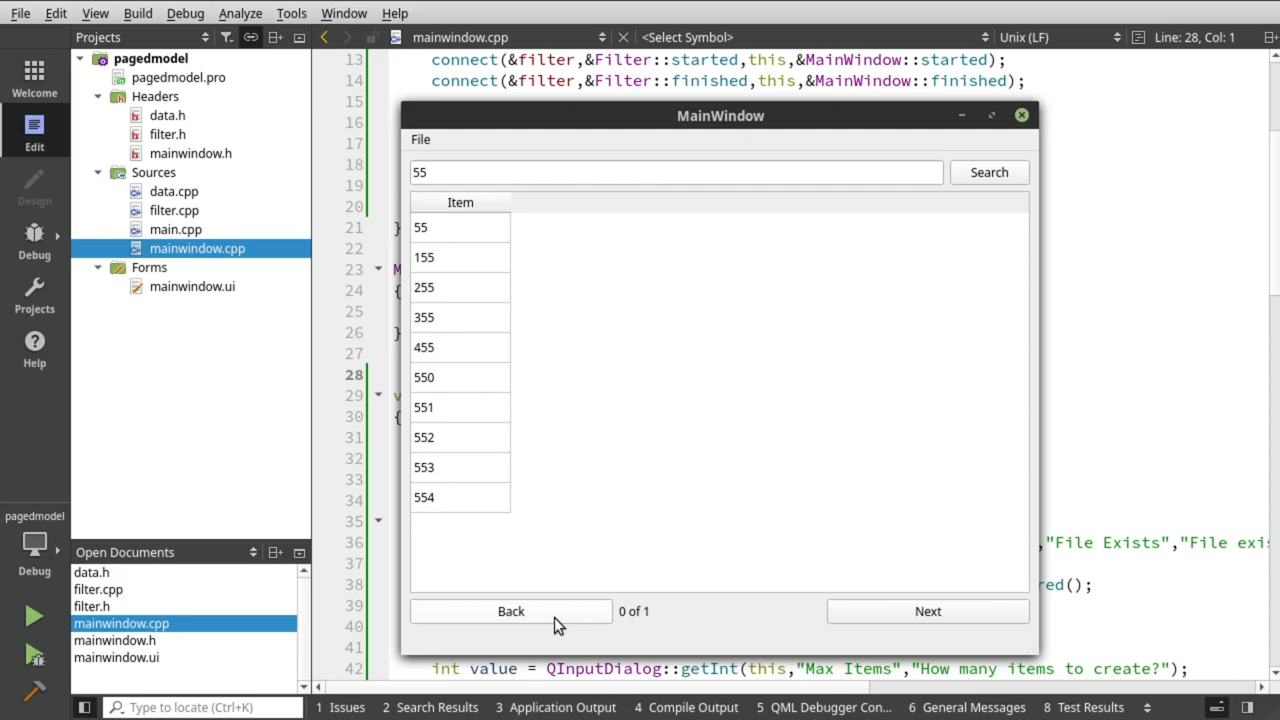 File Edit View Build Debug Analyze Tools Window Help
Projects
mainwindow.cpp
<Select Symbol>
Unix (LF)
Line: 28, Col: 1
Welcome
Edit
Design
Debug
Projects
Help
pagedmodel
Debug
pagedmodel
pagedmodel.pro
Headers
data.h
filter.h
mainwindow.h
Sources
data.cpp
filter.cpp
main.cpp
mainwindow.cpp
Forms
mainwindow.ui
Open Documents
data.h
filter.cpp
filter.h
mainwindow.cpp
mainwindow.h
mainwindow.ui
13 connect(&filter,&Filter::started,this,&MainWindow::started);
14 connect(&filter,&Filter::finished,this,&MainWindow::finished);
15
16
17
18
19
20
21 }
22
23 M
24 {
25
26 }
27
28
29 v
30 {
31
32
33
34
35
36 ,"File Exists","File exis
37
38 red();
39
40
41
42 int value = QInputDialog::getInt(this,"Max Items","How many items to create?");
MainWindow
File
55
Search
Item
55
155
255
355
455
550
551
552
553
554
Back
0 of 1
Next
Type to locate (Ctrl+K)
1 Issues
2 Search Results
3 Application Output
4 Compile Output
5 QML Debugger Con...
6 General Messages
8 Test Results